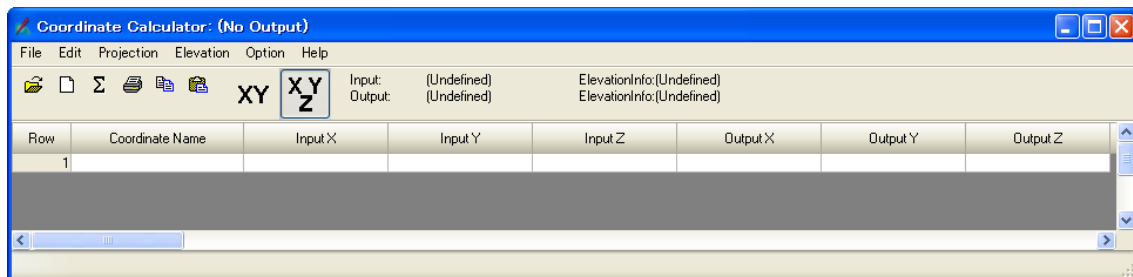 Coordinate Calculator: (No Output)
File Edit Projection Elevation Option Help
XY XYZ Input: (Undefined) ElevationInfo:(Undefined)
Output: (Undefined) ElevationInfo:(Undefined)
Row Coordinate Name Input X Input Y Input Z Output X Output Y Output Z
1